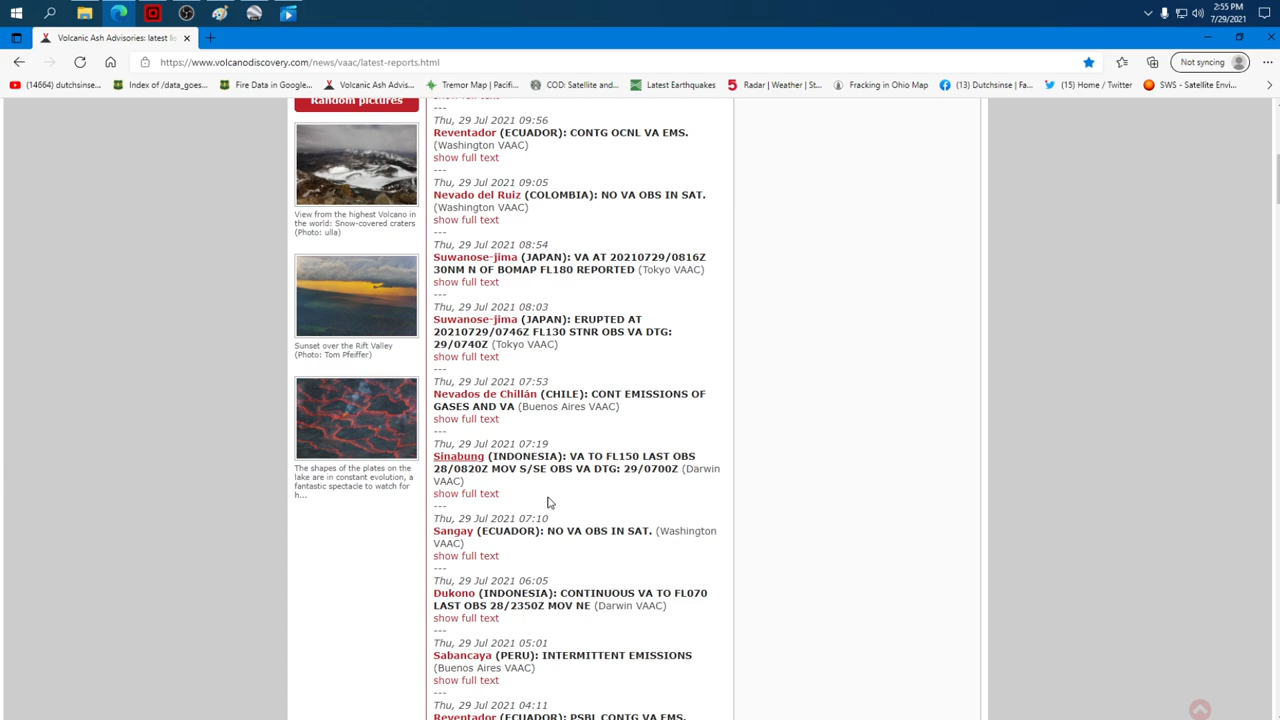 2:55 PM
7/29/2021
Volcanic Ash Advisories: latest li
https://www.volcanodiscovery.com/news/vaac/latest-reports.html
Not syncing
(14664) dutchsinse...
Index of /data_goes...
Fire Data in Google...
Volcanic Ash Advis...
Tremor Map | Pacifi...
COD: Satellite and...
Latest Earthquakes
Radar | Weather | St...
Fracking in Ohio Map
(13) Dutchsinse | Fa...
(15) Home / Twitter
SWS - Satellite Envi...
Random pictures
View from the highest Volcano in
the world: Snow-covered craters
(Photo: ulla)
Sunset over the Rift Valley
(Photo: Tom Pfeiffer)
The shapes of the plates on the
lake are in constant evolution, a
fantastic spectacle to watch for
h...
show full text
---
Thu, 29 Jul 2021 09:56
Reventador (ECUADOR): CONTG OCNL VA EMS.
(Washington VAAC)
show full text
---
Thu, 29 Jul 2021 09:05
Nevado del Ruiz (COLOMBIA): NO VA OBS IN SAT.
(Washington VAAC)
show full text
---
Thu, 29 Jul 2021 08:54
Suwanose-jima (JAPAN): VA AT 20210729/0816Z
30NM N OF BOMAP FL180 REPORTED (Tokyo VAAC)
show full text
---
Thu, 29 Jul 2021 08:03
Suwanose-jima (JAPAN): ERUPTED AT
20210729/0746Z FL130 STNR OBS VA DTG:
29/0740Z (Tokyo VAAC)
show full text
---
Thu, 29 Jul 2021 07:53
Nevados de Chillán (CHILE): CONT EMISSIONS OF
GASES AND VA (Buenos Aires VAAC)
show full text
---
Thu, 29 Jul 2021 07:19
Sinabung (INDONESIA): VA TO FL150 LAST OBS
28/0820Z MOV S/SE OBS VA DTG: 29/0700Z (Darwin
VAAC)
show full text
---
Thu, 29 Jul 2021 07:10
Sangay (ECUADOR): NO VA OBS IN SAT. (Washington
VAAC)
show full text
---
Thu, 29 Jul 2021 06:05
Dukono (INDONESIA): CONTINUOUS VA TO FL070
LAST OBS 28/2350Z MOV NE (Darwin VAAC)
show full text
---
Thu, 29 Jul 2021 05:01
Sabancaya (PERU): INTERMITTENT EMISSIONS
(Buenos Aires VAAC)
show full text
---
Thu, 29 Jul 2021 04:11
Reventador (ECUADOR): PSBL CONTG VA EMS.